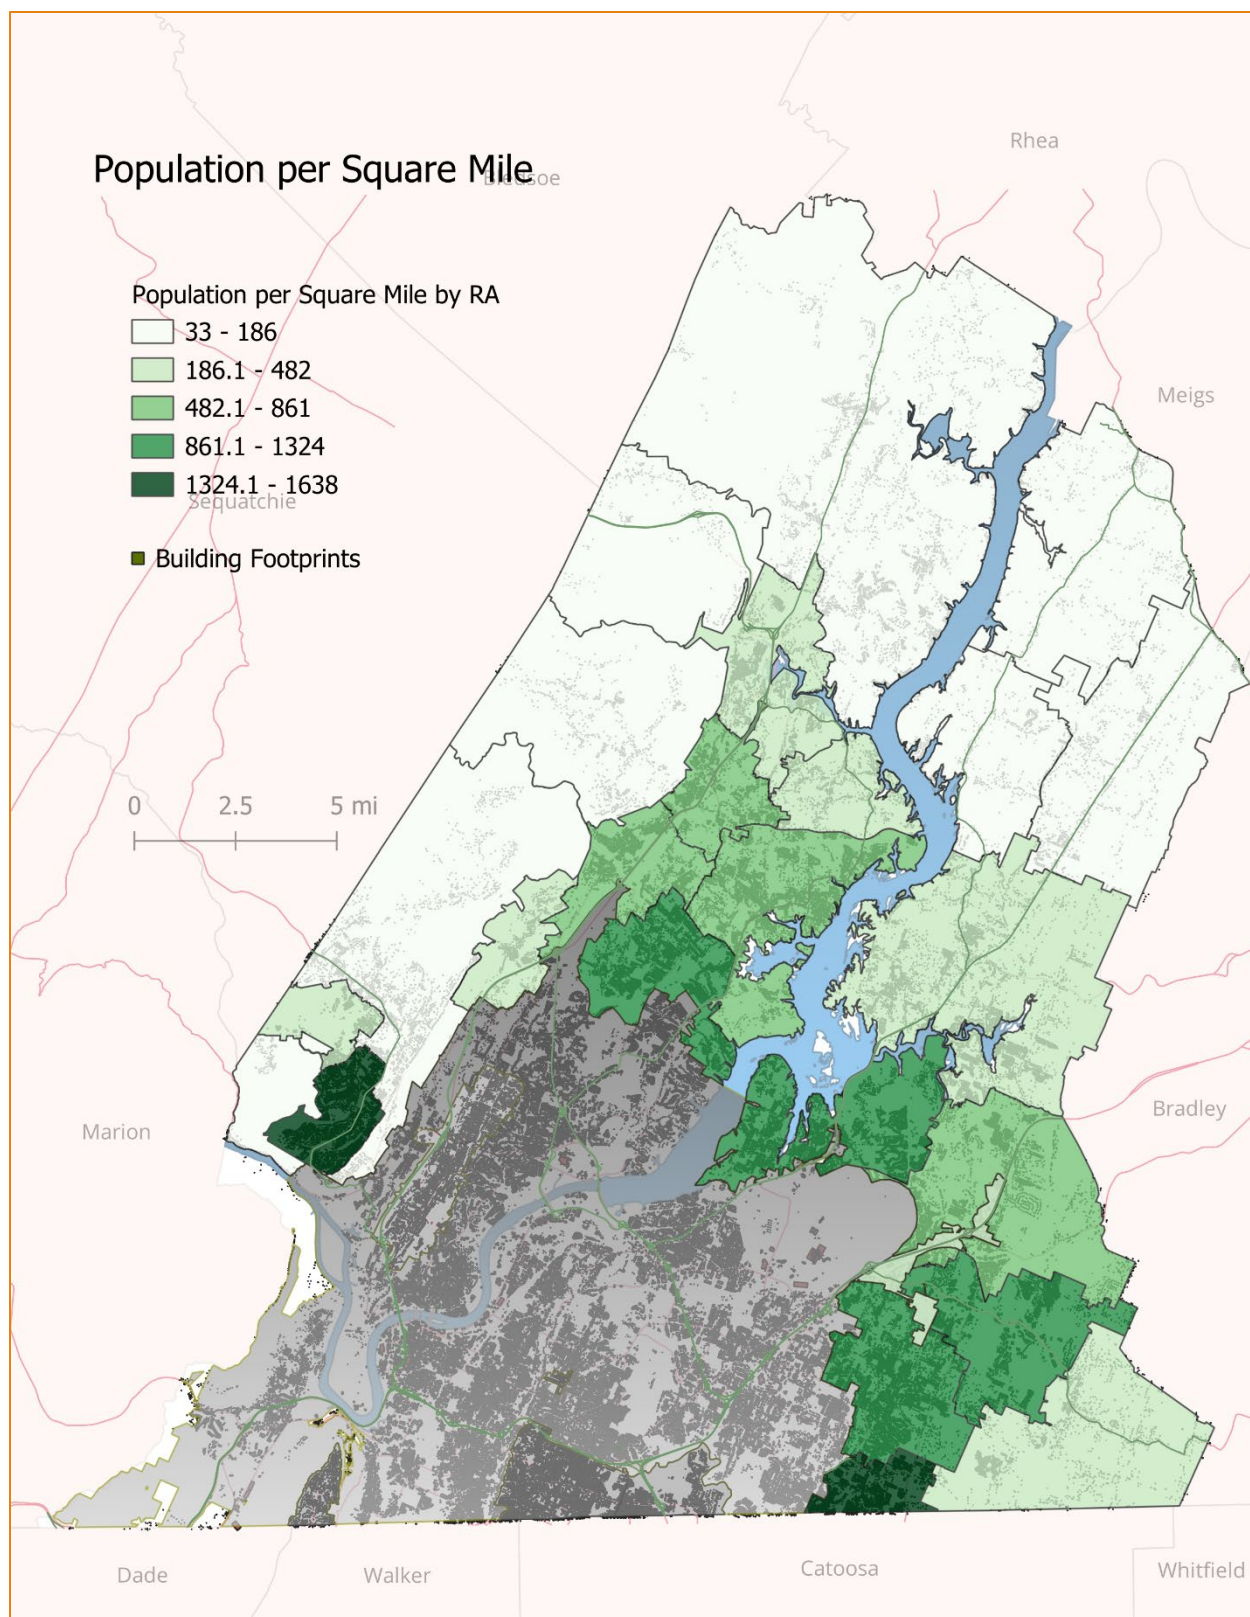 Rhea
Population per Square Mile
Bledsoe
Population per Square Mile by RA
33 - 186
186.1 - 482
482.1 - 861
861.1 - 1324
1324.1 - 1638
Meigs
Sequatchie
Building Footprints
0 2.5 5 mi
Marion
Bradley
Dade
Walker
Catoosa
Whitfield